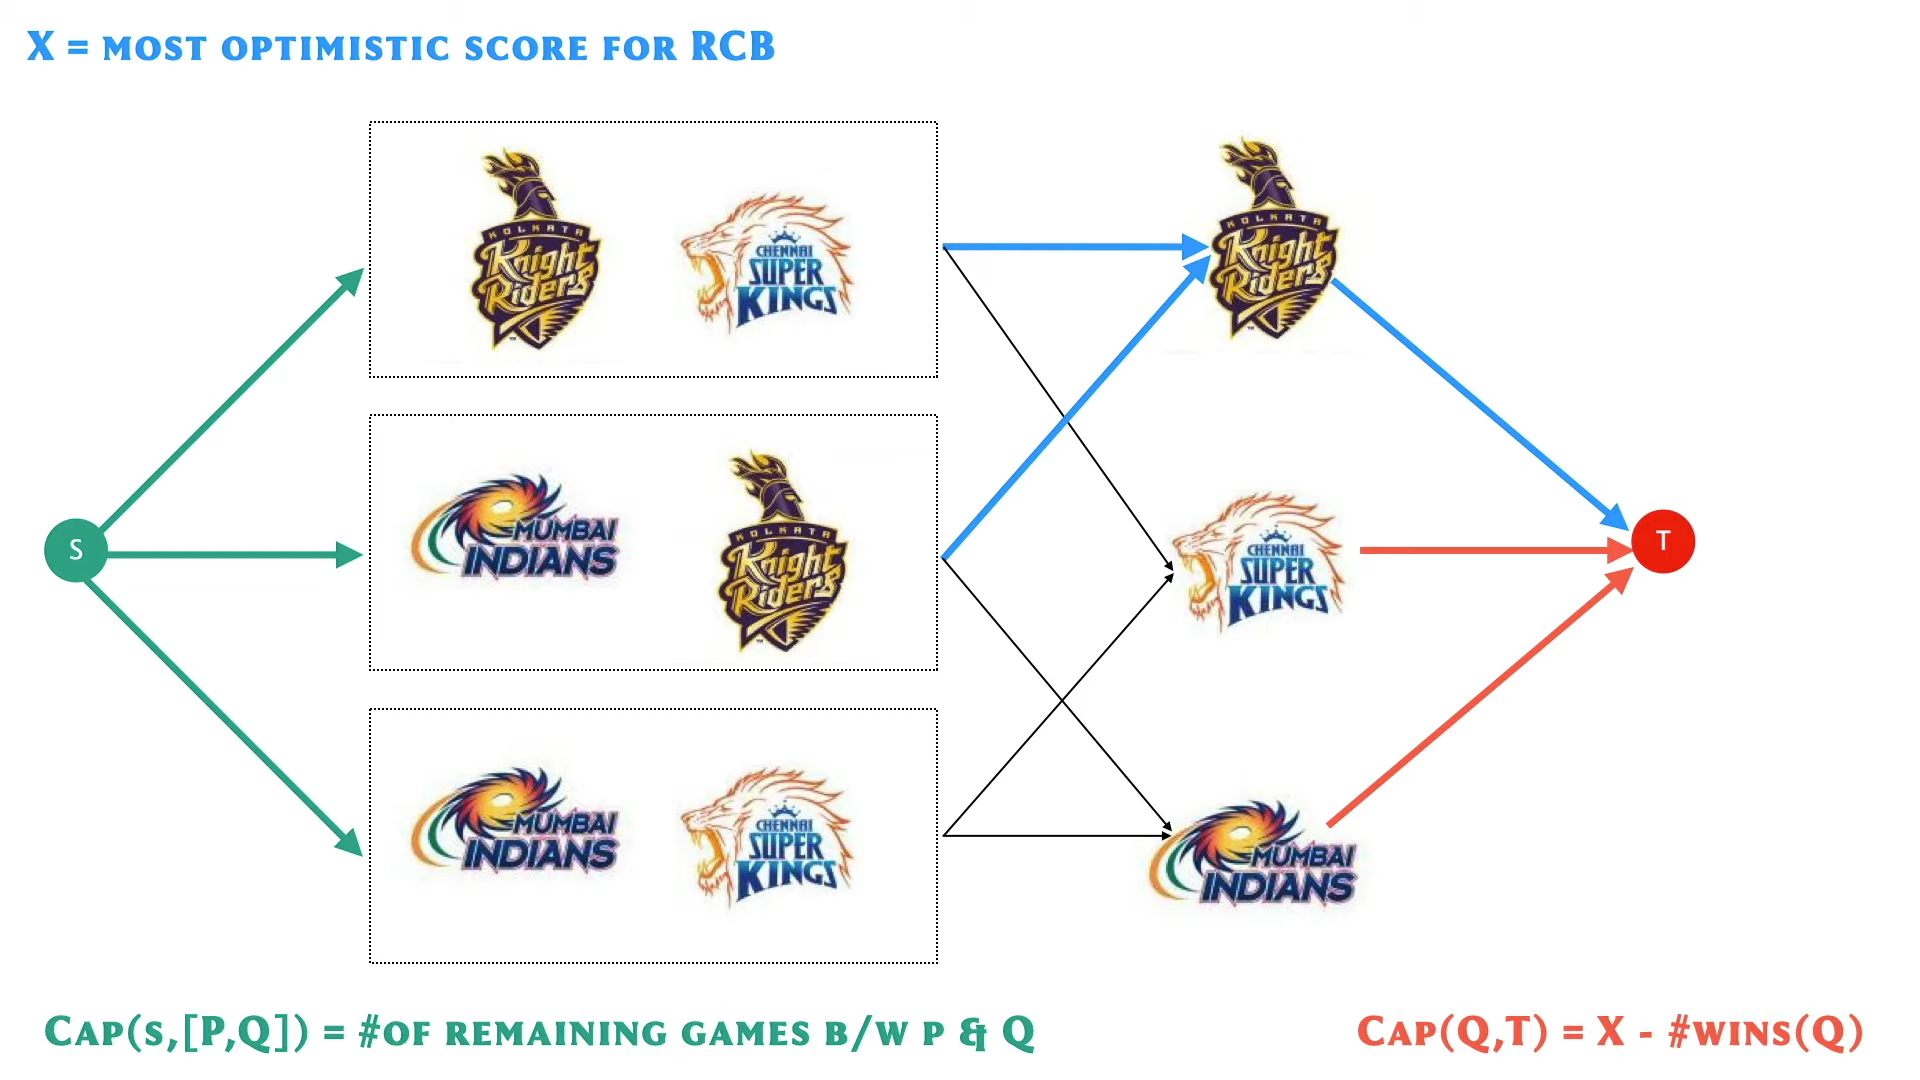 X = MOST OPTIMISTIC SCORE FOR RCB
KOLKATA
Knight
Riders
CHENNAI
SUPER
KINGS
KOLKATA
Knight
Riders
MUMBAI
INDIANS
KOLKATA
Knight
Riders
CHENNAI
SUPER
KINGS
S
T
MUMBAI
INDIANS
CHENNAI
SUPER
KINGS
MUMBAI
INDIANS
CAP(S,[P,Q]) = #OF REMAINING GAMES B/W P & Q
CAP(Q,T) = X - #WINS(Q)